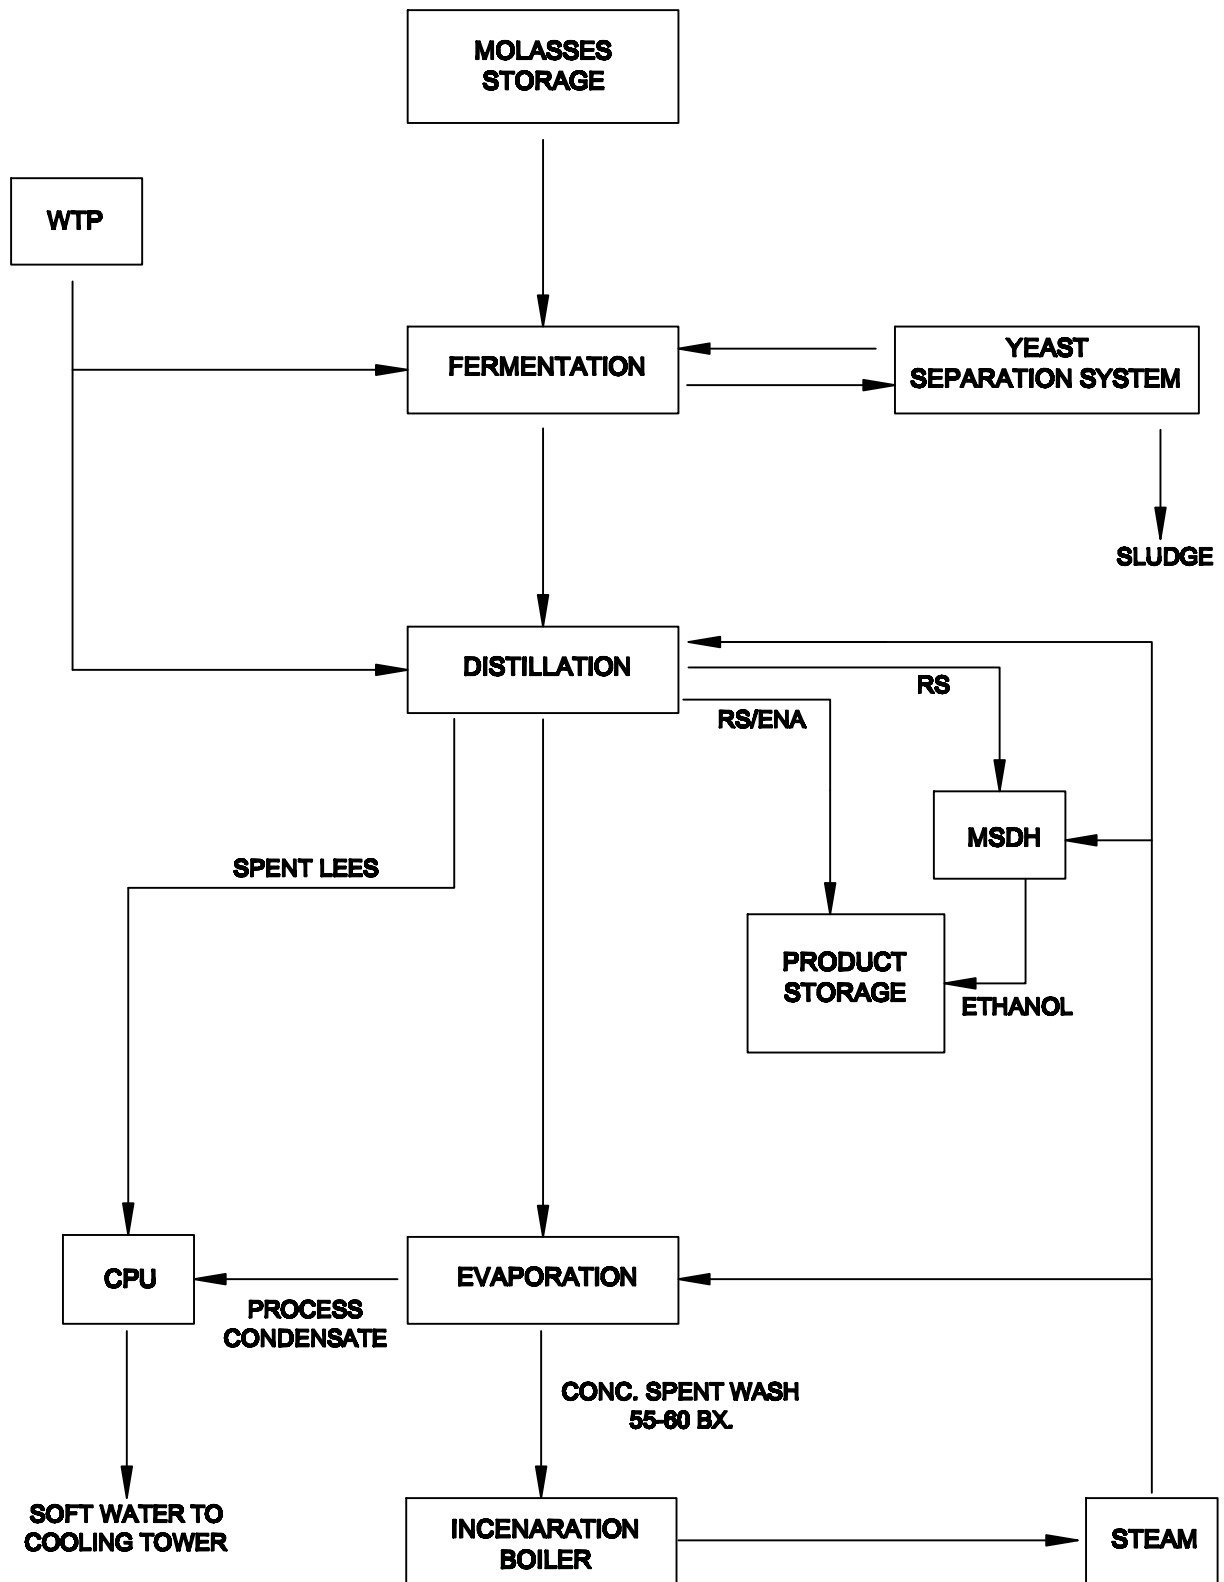 MOLASSES
STORAGE
WTP
FERMENTATION
YEAST
SEPARATION SYSTEM
SLUDGE
DISTILLATION
RS
RS/ENA
MSDH
SPENT LEES
PRODUCT
STORAGE
ETHANOL
CPU
EVAPORATION
PROCESS
CONDENSATE
CONC. SPENT WASH
55-60 BX.
SOFT WATER TO
COOLING TOWER
INCENARATION
BOILER
STEAM